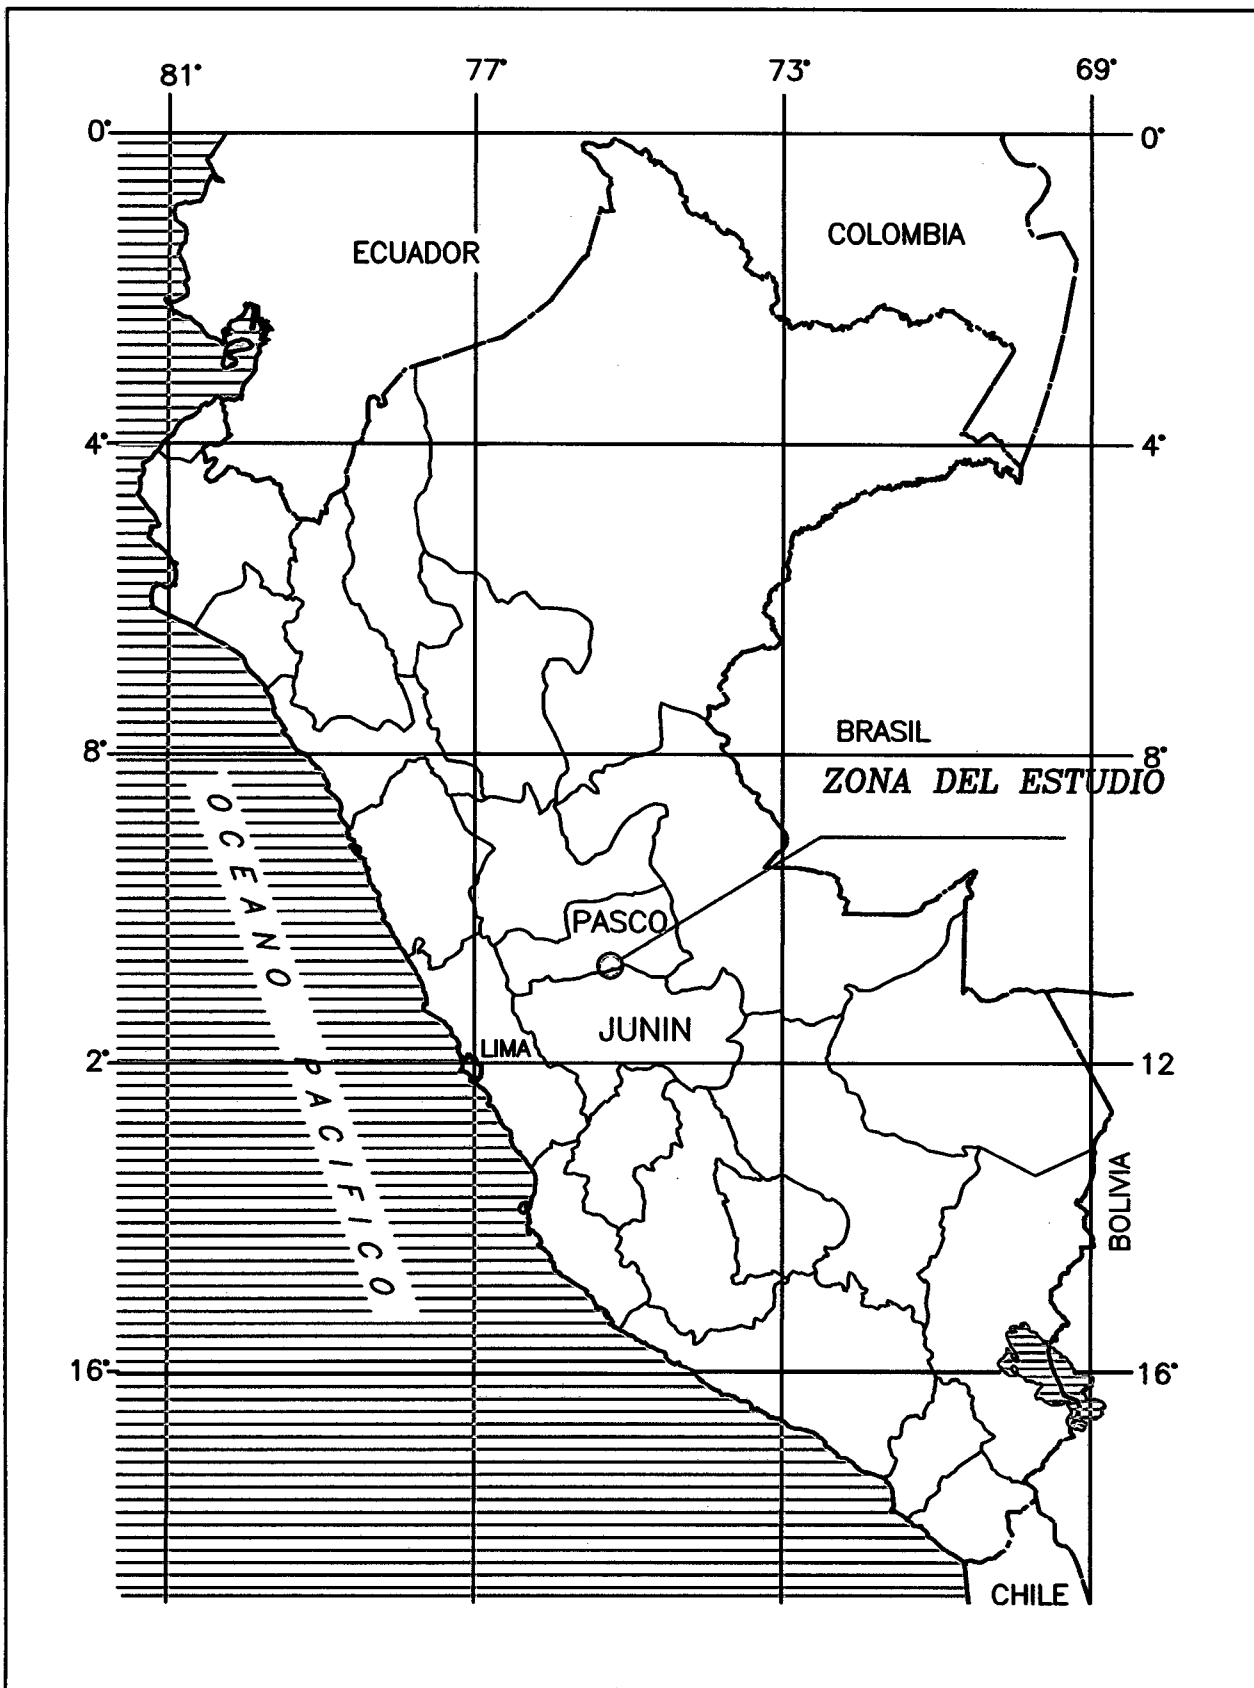 81° 77° 73° 69°
0° 0°
ECUADOR COLOMBIA
4° 4°
BRASIL
8° 8°
ZONA DEL ESTUDIO
OCEANO PACIFICO
PASCO
JUNIN
LIMA
2° 12
BOLIVIA
16° 16°
CHILE